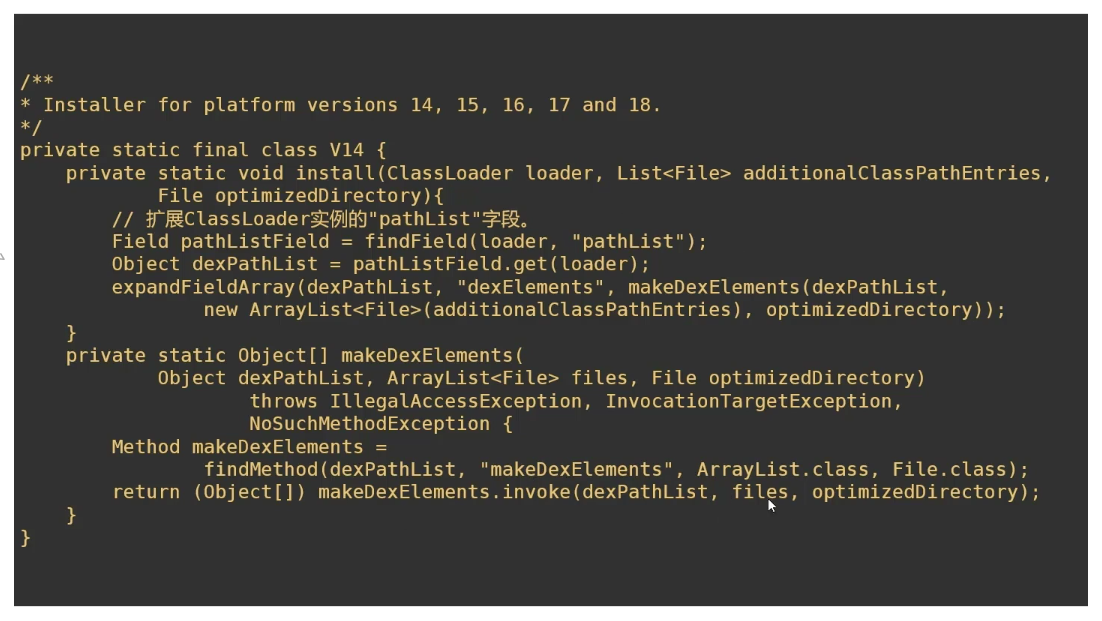 /**
* Installer for platform versions 14, 15, 16, 17 and 18.
*/
private static final class V14 {
    private static void install(ClassLoader loader, List<File> additionalClassPathEntries,
            File optimizedDirectory){
        // 扩展ClassLoader实例的"pathList"字段。
        Field pathListField = findField(loader, "pathList");
        Object dexPathList = pathListField.get(loader);
        expandFieldArray(dexPathList, "dexElements", makeDexElements(dexPathList,
                new ArrayList<File>(additionalClassPathEntries), optimizedDirectory));
    }
    private static Object[] makeDexElements(
            Object dexPathList, ArrayList<File> files, File optimizedDirectory)
                    throws IllegalAccessException, InvocationTargetException,
                    NoSuchMethodException {
        Method makeDexElements =
                findMethod(dexPathList, "makeDexElements", ArrayList.class, File.class);
        return (Object[]) makeDexElements.invoke(dexPathList, files, optimizedDirectory);
    }
}